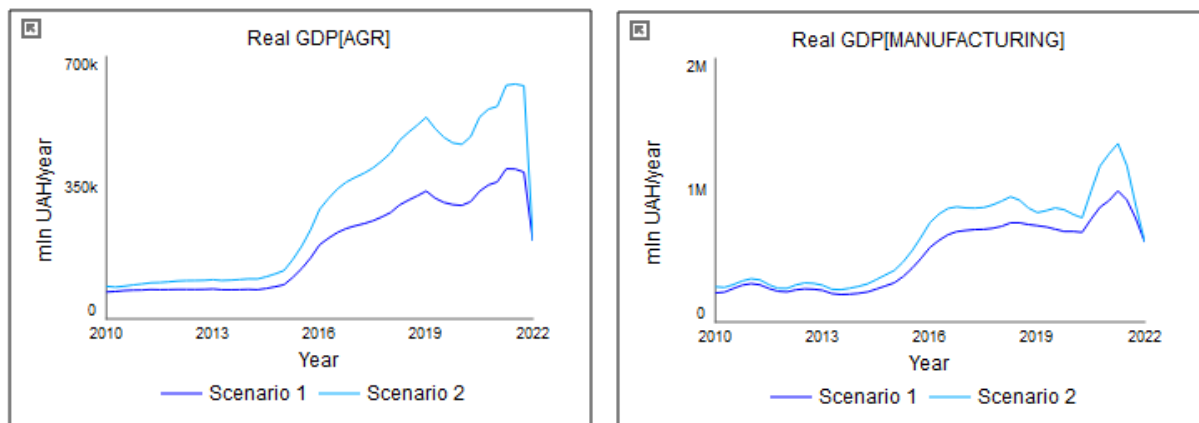 Real GDP[AGR]
700k
350k
0
mln UAH/year
2010
2013
2016
2019
2022
Year
Scenario 1
Scenario 2
Real GDP[MANUFACTURING]
2M
1M
0
mln UAH/year
2010
2013
2016
2019
2022
Year
Scenario 1
Scenario 2